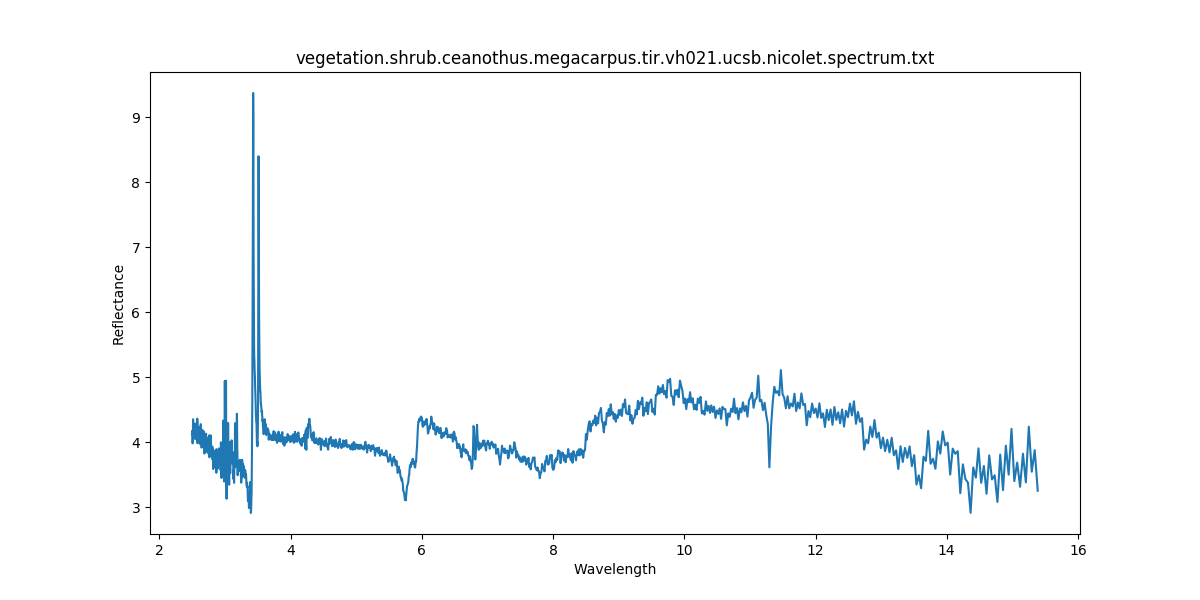 vegetation.shrub.ceanothus.megacarpus.tir.vh021.ucsb.nicolet.spectrum.txt
Reflectance
9
8
7
6
5
4
3
2 4 6 8 10 12 14 16
Wavelength